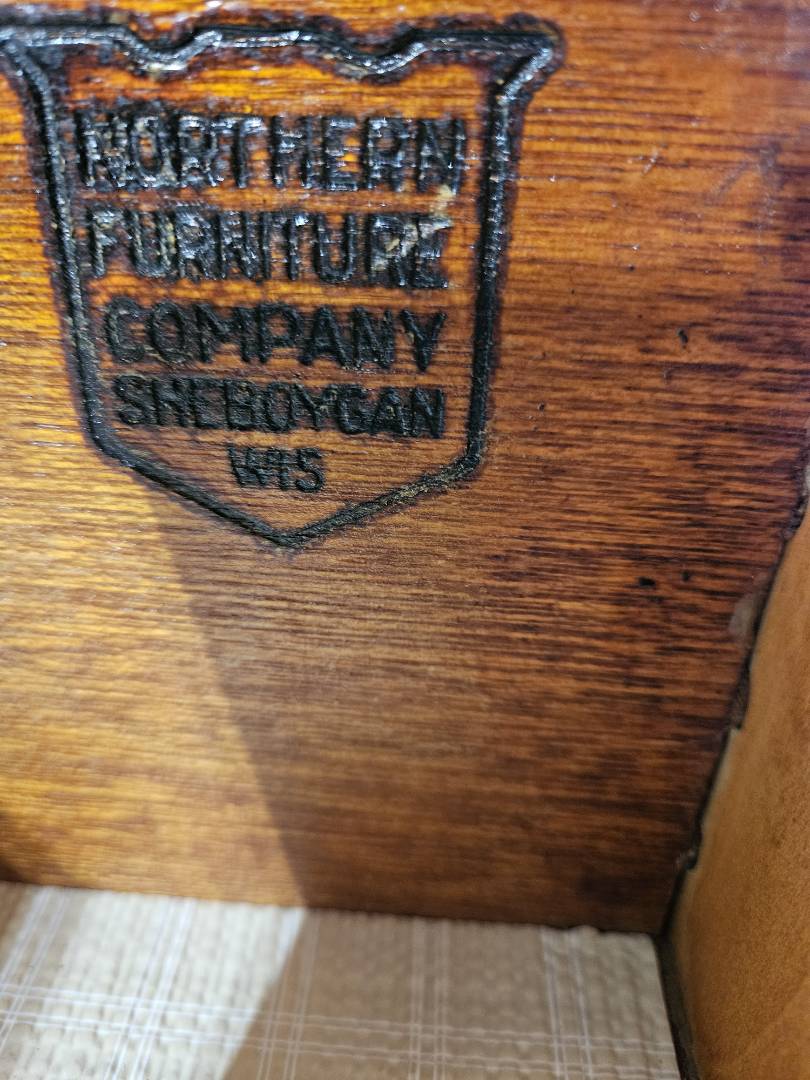 NORTHERN
FURNITURE
COMPANY
SHEBOYGAN
WIS